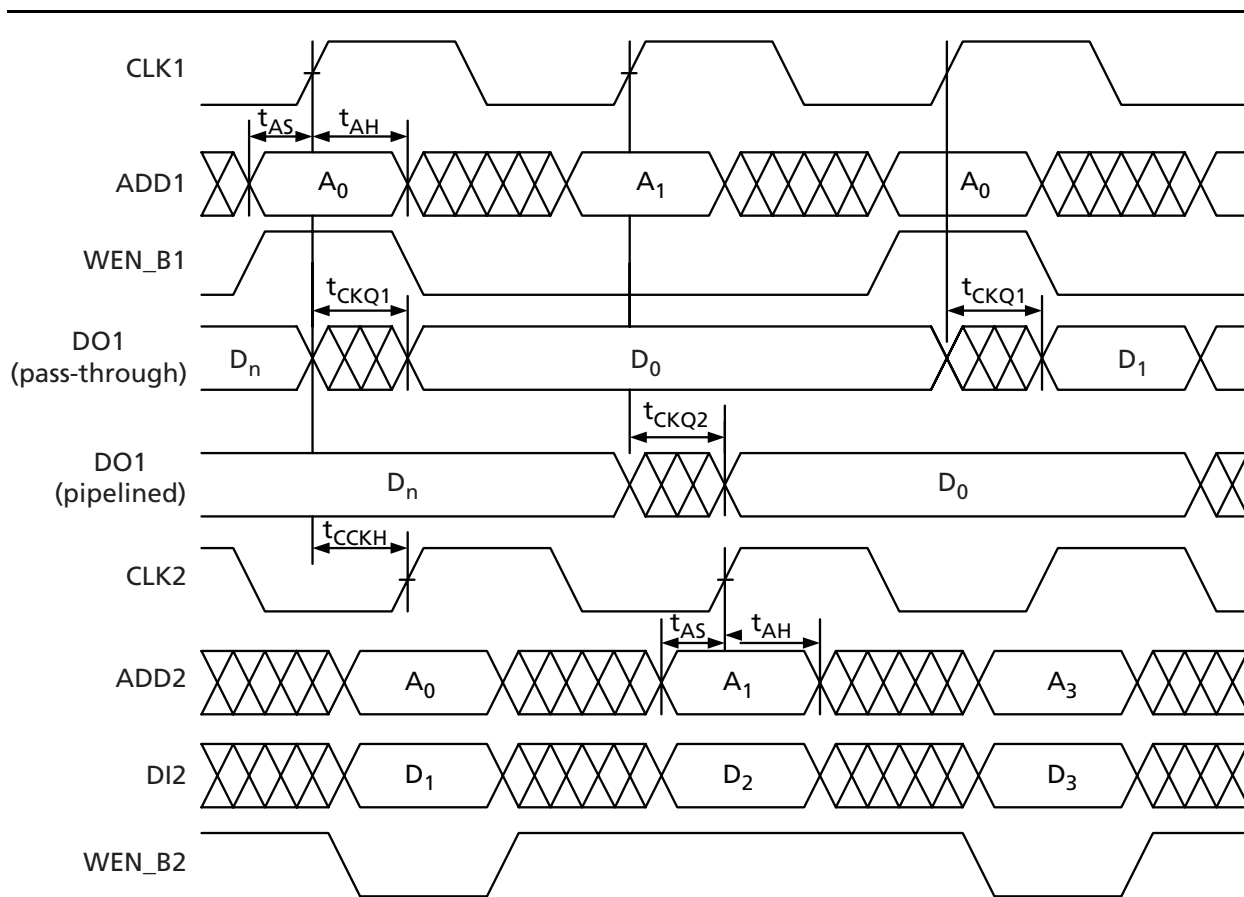 CLK1
tAS tAH
ADD1 A0 A1 A0
WEN_B1
tCKQ1 tCKQ1
DO1
(pass-through) Dn D0 D1
tCKQ2
DO1
(pipelined) Dn D0
tCCKH
CLK2
tAS tAH
ADD2 A0 A1 A3
DI2 D1 D2 D3
WEN_B2